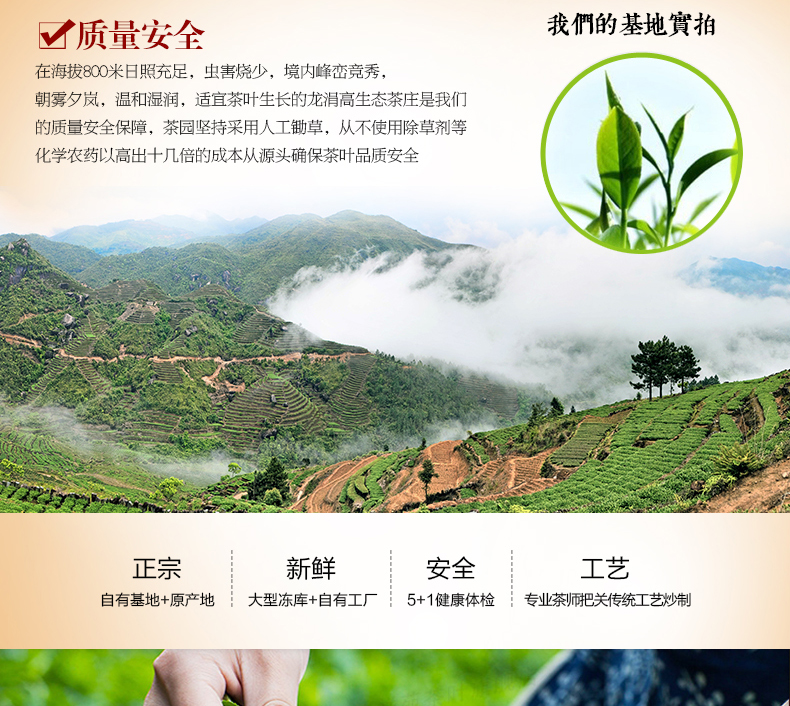 质量安全
我們的基地實拍
在海拔800米日照充足，虫害烧少，境内峰峦竞秀，
朝雾夕岚，温和湿润，适宜茶叶生长的龙涓高生态茶庄是我们
的质量安全保障，茶园坚持采用人工锄草，从不使用除草剂等
化学农药以高出十几倍的成本从源头确保茶叶品质安全
正宗
自有基地+原产地
新鲜
大型冻库+自有工厂
安全
5+1健康体检
工艺
专业茶师把关传统工艺炒制